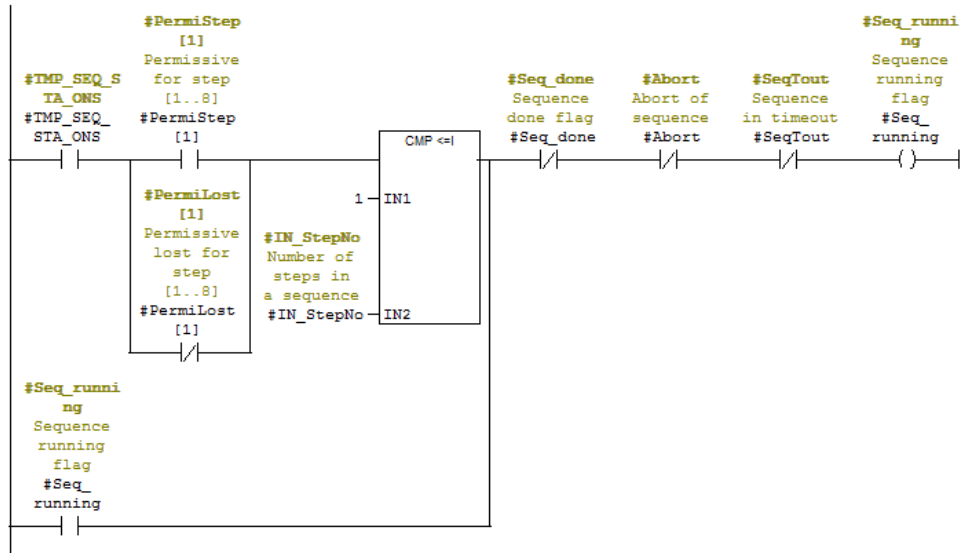 #PermiStep
[1]
Permissive
for step
[1..8]
#PermiStep
[1]
#TMP_SEQ_S
TA_ONS
#TMP_SEQ_
STA_ONS
CMP <=I
1
IN1
#IN_StepNo
Number of
steps in
a sequence
#IN_StepNo
IN2
#PermiLost
[1]
Permissive
lost for
step
[1..8]
#PermiLost
[1]
#Seq_done
Sequence
done flag
#Seq_done
#Abort
Abort of
sequence
#Abort
#SeqTout
Sequence
in timeout
#SeqTout
#Seq_runni
ng
Sequence
running
flag
#Seq_
running
#Seq_runni
ng
Sequence
running
flag
#Seq_
running